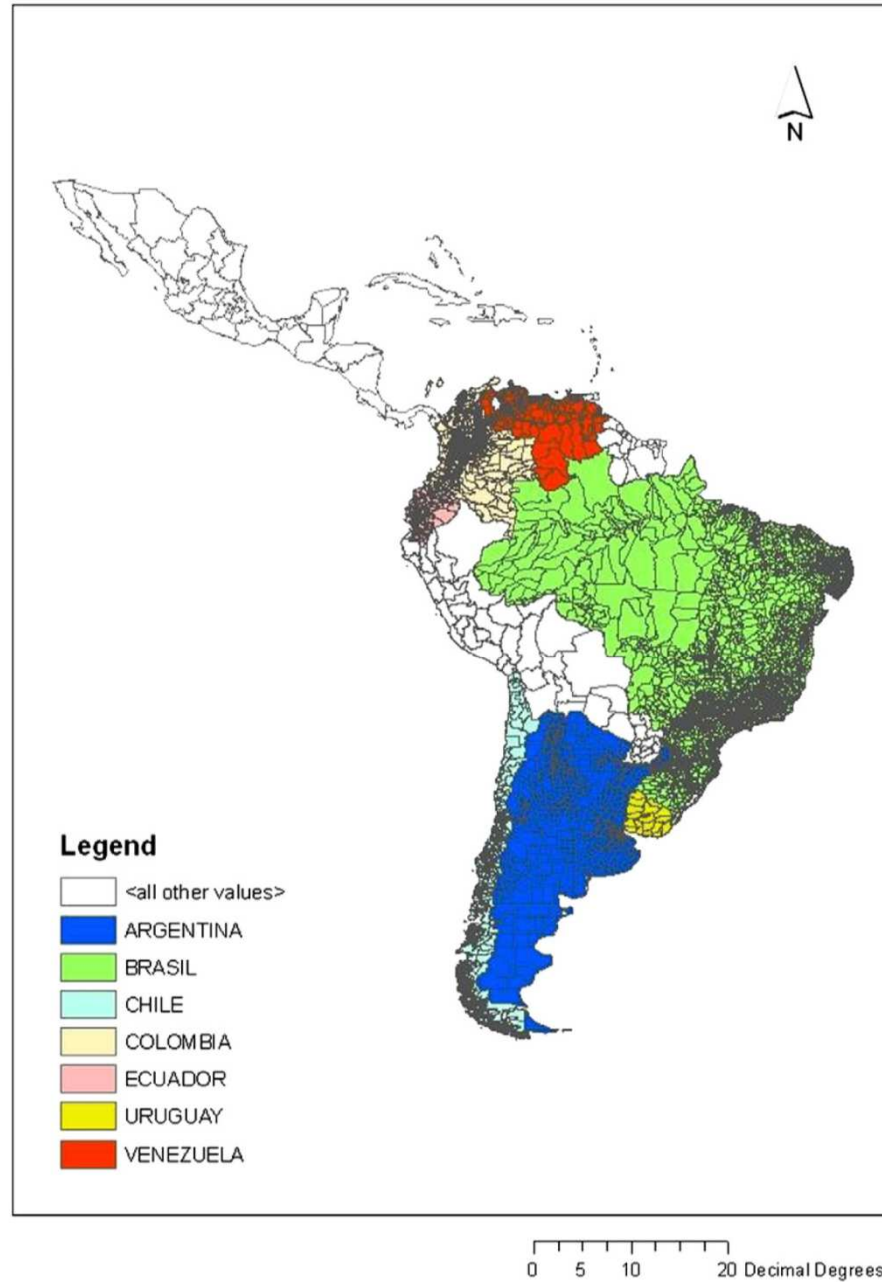 N
Legend
<all other values>
ARGENTINA
BRASIL
CHILE
COLOMBIA
ECUADOR
URUGUAY
VENEZUELA
0 5 10 20 Decimal Degrees